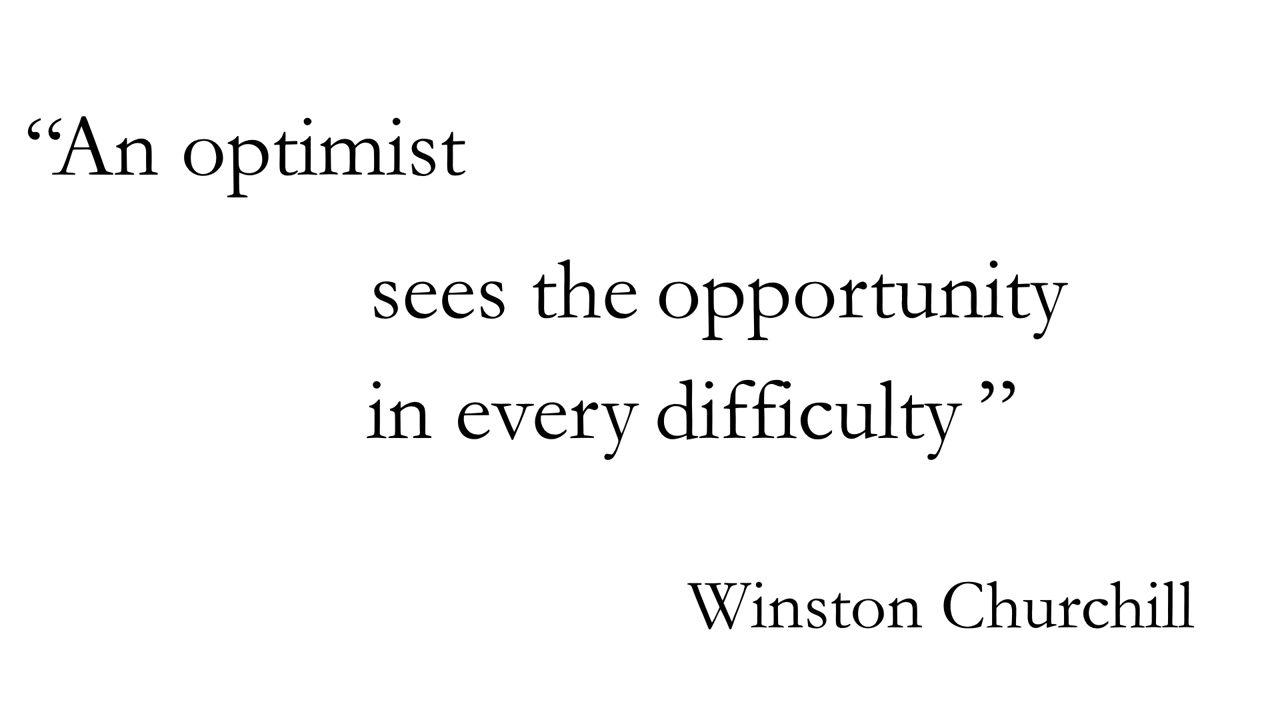 “An optimist
sees the opportunity
in every difficulty ”
Winston Churchill